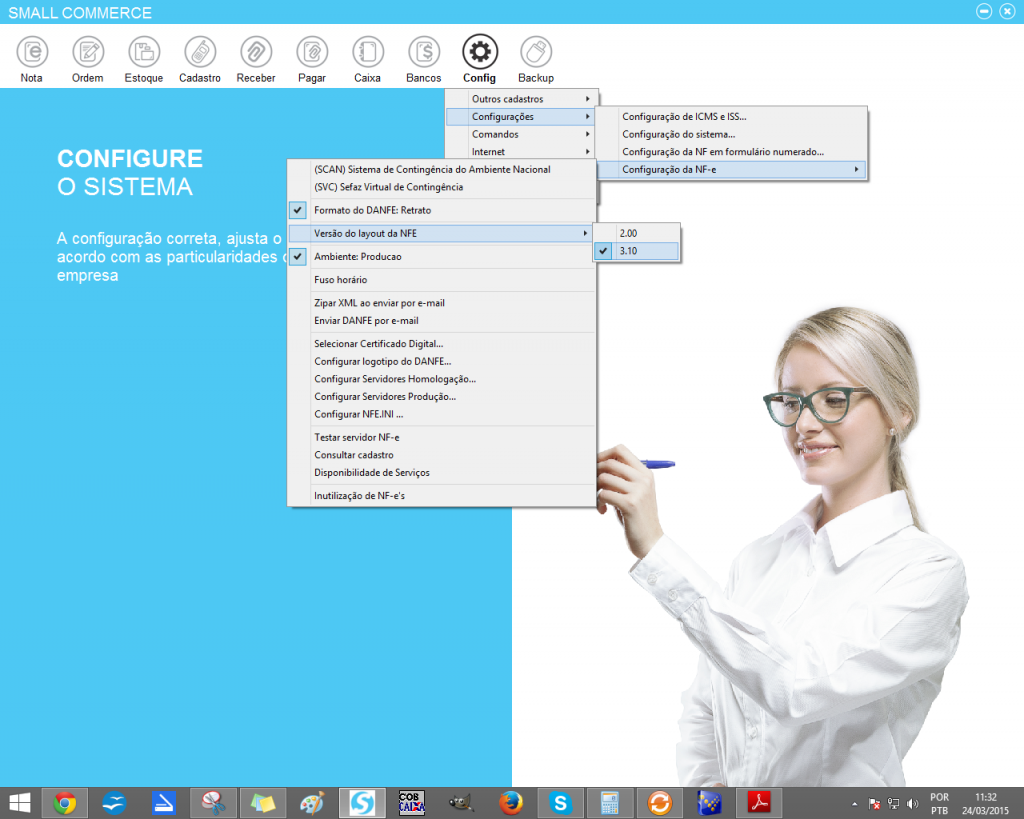 SMALL COMMERCE
Nota
Ordem
Estoque
Cadastro
Receber
Pagar
Caixa
Bancos
Config
Backup
Outros cadastros
Configurações
Comandos
Internet
Configuração de ICMS e ISS...
Configuração do sistema...
Configuração da NF em formulário numerado...
Configuração da NF-e
CONFIGURE
O SISTEMA
A configuração correta, ajusta o
acordo com as particularidades
empresa
(SCAN) Sistema de Contingência do Ambiente Nacional
(SVC) Sefaz Virtual de Contingência
Formato do DANFE: Retrato
Versão do layout da NFE
2.00
3.10
Ambiente: Producao
Fuso horário
Zipar XML ao enviar por e-mail
Enviar DANFE por e-mail
Selecionar Certificado Digital...
Configurar logotipo do DANFE...
Configurar Servidores Homologação...
Configurar Servidores Produção...
Configurar NFE.INI ...
Testar servidor NF-e
Consultar cadastro
Disponibilidade de Serviços
Inutilização de NF-e's
COB
CAIXA
POR
PTB
11:32
24/03/2015